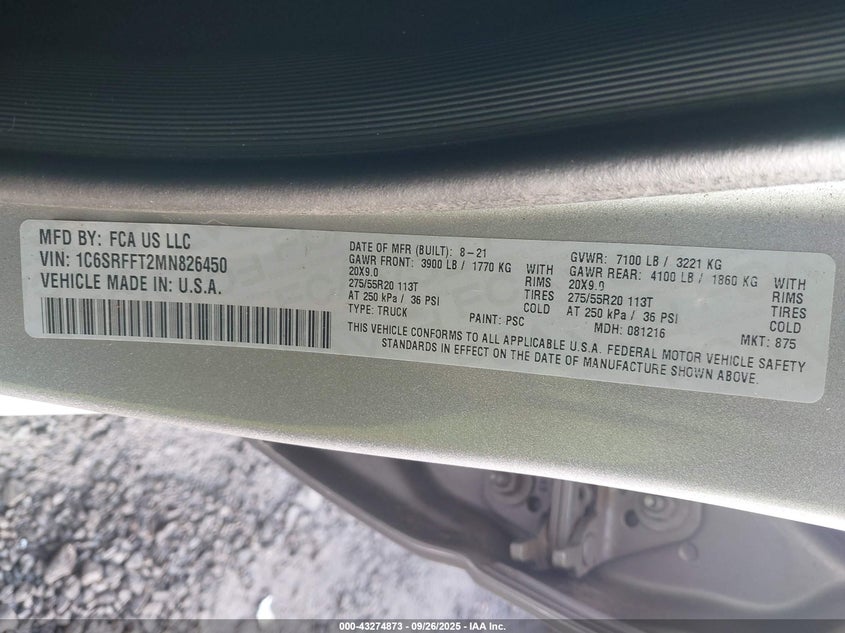 MFD BY: FCA US LLC
VIN: 1C6SRFFT2MN826450
VEHICLE MADE IN: U.S.A.
DATE OF MFR (BUILT): 8-21
GAWR FRONT: 3900 LB / 1770 KG WITH
20X9.0 RIMS
275/55R20 113T TIRES
AT 250 kPa / 36 PSI COLD
TYPE: TRUCK PAINT: PSC
GVWR: 7100 LB / 3221 KG
GAWR REAR: 4100 LB / 1860 KG WITH
20X9.0 RIMS
275/55R20 113T TIRES
AT 250 kPa / 36 PSI COLD
MDH: 081216 MKT: 875
THIS VEHICLE CONFORMS TO ALL APPLICABLE U.S.A. FEDERAL MOTOR VEHICLE SAFETY
STANDARDS IN EFFECT ON THE DATE OF MANUFACTURE SHOWN ABOVE.
000-43274873 - 09/26/2025 - IAA Inc.